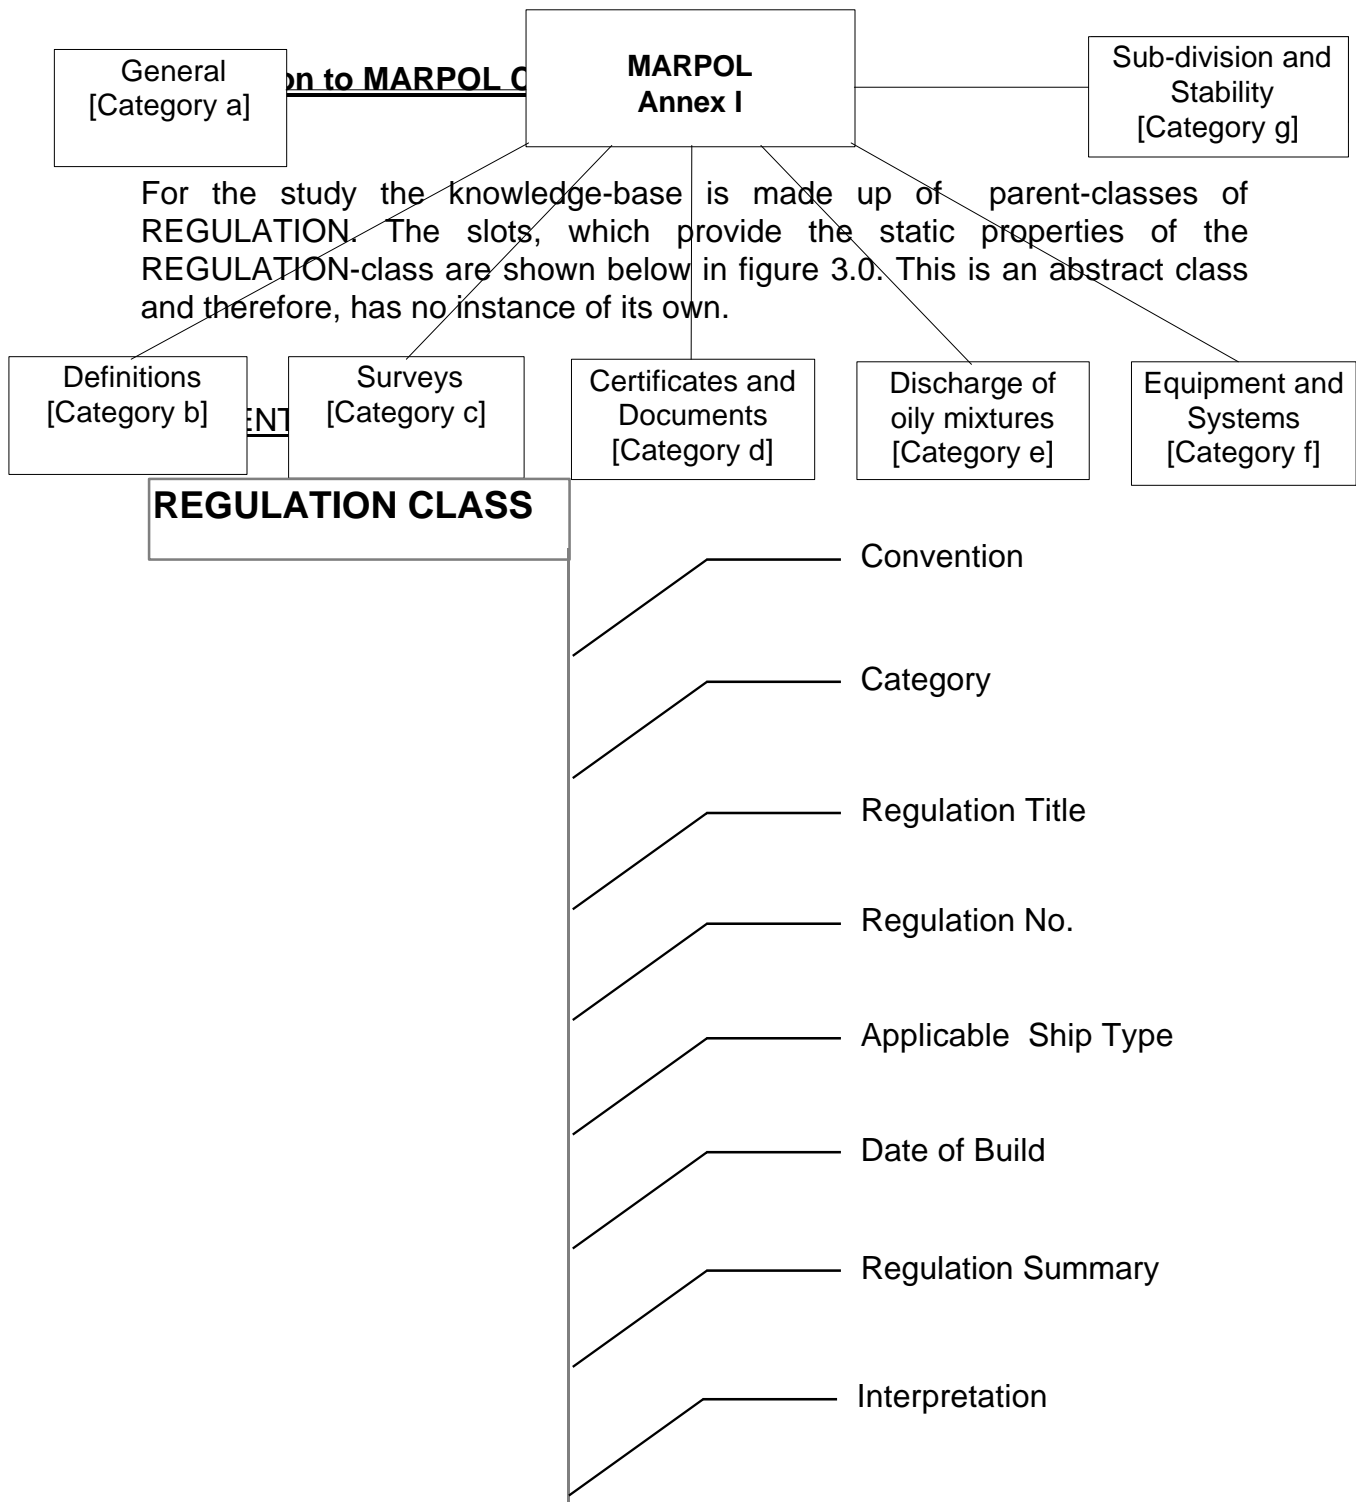 General
[Category a]
on to MARPOL C
MARPOL
Annex I
Sub-division and
Stability
[Category g]
For the study the knowledge-base is made up of parent-classes of
REGULATION. The slots, which provide the static properties of the
REGULATION-class are shown below in figure 3.0. This is an abstract class
and therefore, has no instance of its own.
Definitions
[Category b]
ENT
Surveys
[Category c]
Certificates and
Documents
[Category d]
Discharge of
oily mixtures
[Category e]
Equipment and
Systems
[Category f]
REGULATION CLASS
Convention
Category
Regulation Title
Regulation No.
Applicable Ship Type
Date of Build
Regulation Summary
Interpretation